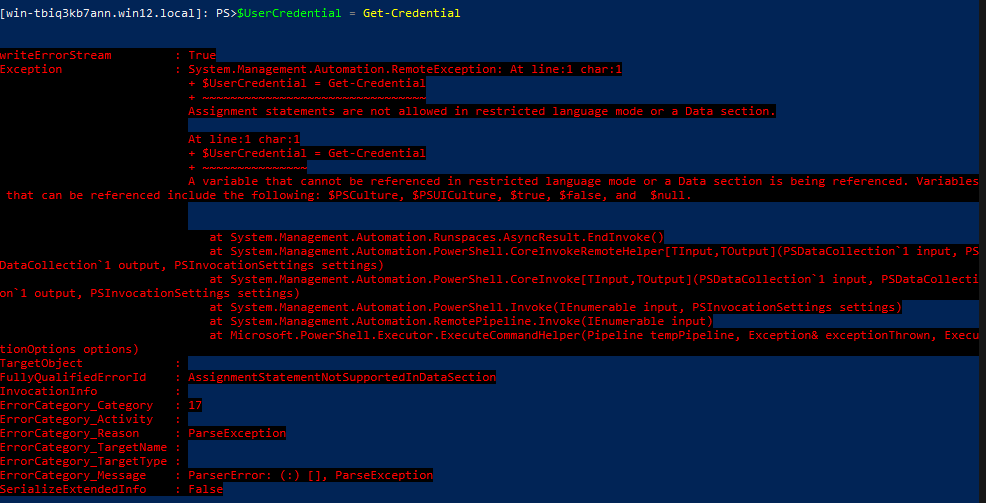 [win-tbiq3kb7ann.win12.local]: PS>$UserCredential = Get-Credential
writeErrorStream : True
Exception : System.Management.Automation.RemoteException: At line:1 char:1
+ $UserCredential = Get-Credential
+ ~~~~~~~~~~~~~~~~~~~~~~~~~~~~~~~~
Assignment statements are not allowed in restricted language mode or a Data section.
At line:1 char:1
+ $UserCredential = Get-Credential
+ ~~~~~~~~~~~~~~~
A variable that cannot be referenced in restricted language mode or a Data section is being referenced. Variables
that can be referenced include the following: $PSCulture, $PSUICulture, $true, $false, and  $null.
at System.Management.Automation.Runspaces.AsyncResult.EndInvoke()
at System.Management.Automation.PowerShell.CoreInvokeRemoteHelper[TInput,TOutput](PSDataCollection`1 input, PS
DataCollection`1 output, PSInvocationSettings settings)
at System.Management.Automation.PowerShell.CoreInvoke[TInput,TOutput](PSDataCollection`1 input, PSDataCollecti
on`1 output, PSInvocationSettings settings)
at System.Management.Automation.PowerShell.Invoke(IEnumerable input, PSInvocationSettings settings)
at System.Management.Automation.RemotePipeline.Invoke(IEnumerable input)
at Microsoft.PowerShell.Executor.ExecuteCommandHelper(Pipeline tempPipeline, Exception& exceptionThrown, Execu
tionOptions options)
TargetObject :
FullyQualifiedErrorId : AssignmentStatementNotSupportedInDataSection
InvocationInfo :
ErrorCategory_Category : 17
ErrorCategory_Activity :
ErrorCategory_Reason : ParseException
ErrorCategory_TargetName :
ErrorCategory_TargetType :
ErrorCategory_Message : ParserError: (:) [], ParseException
SerializeExtendedInfo : False